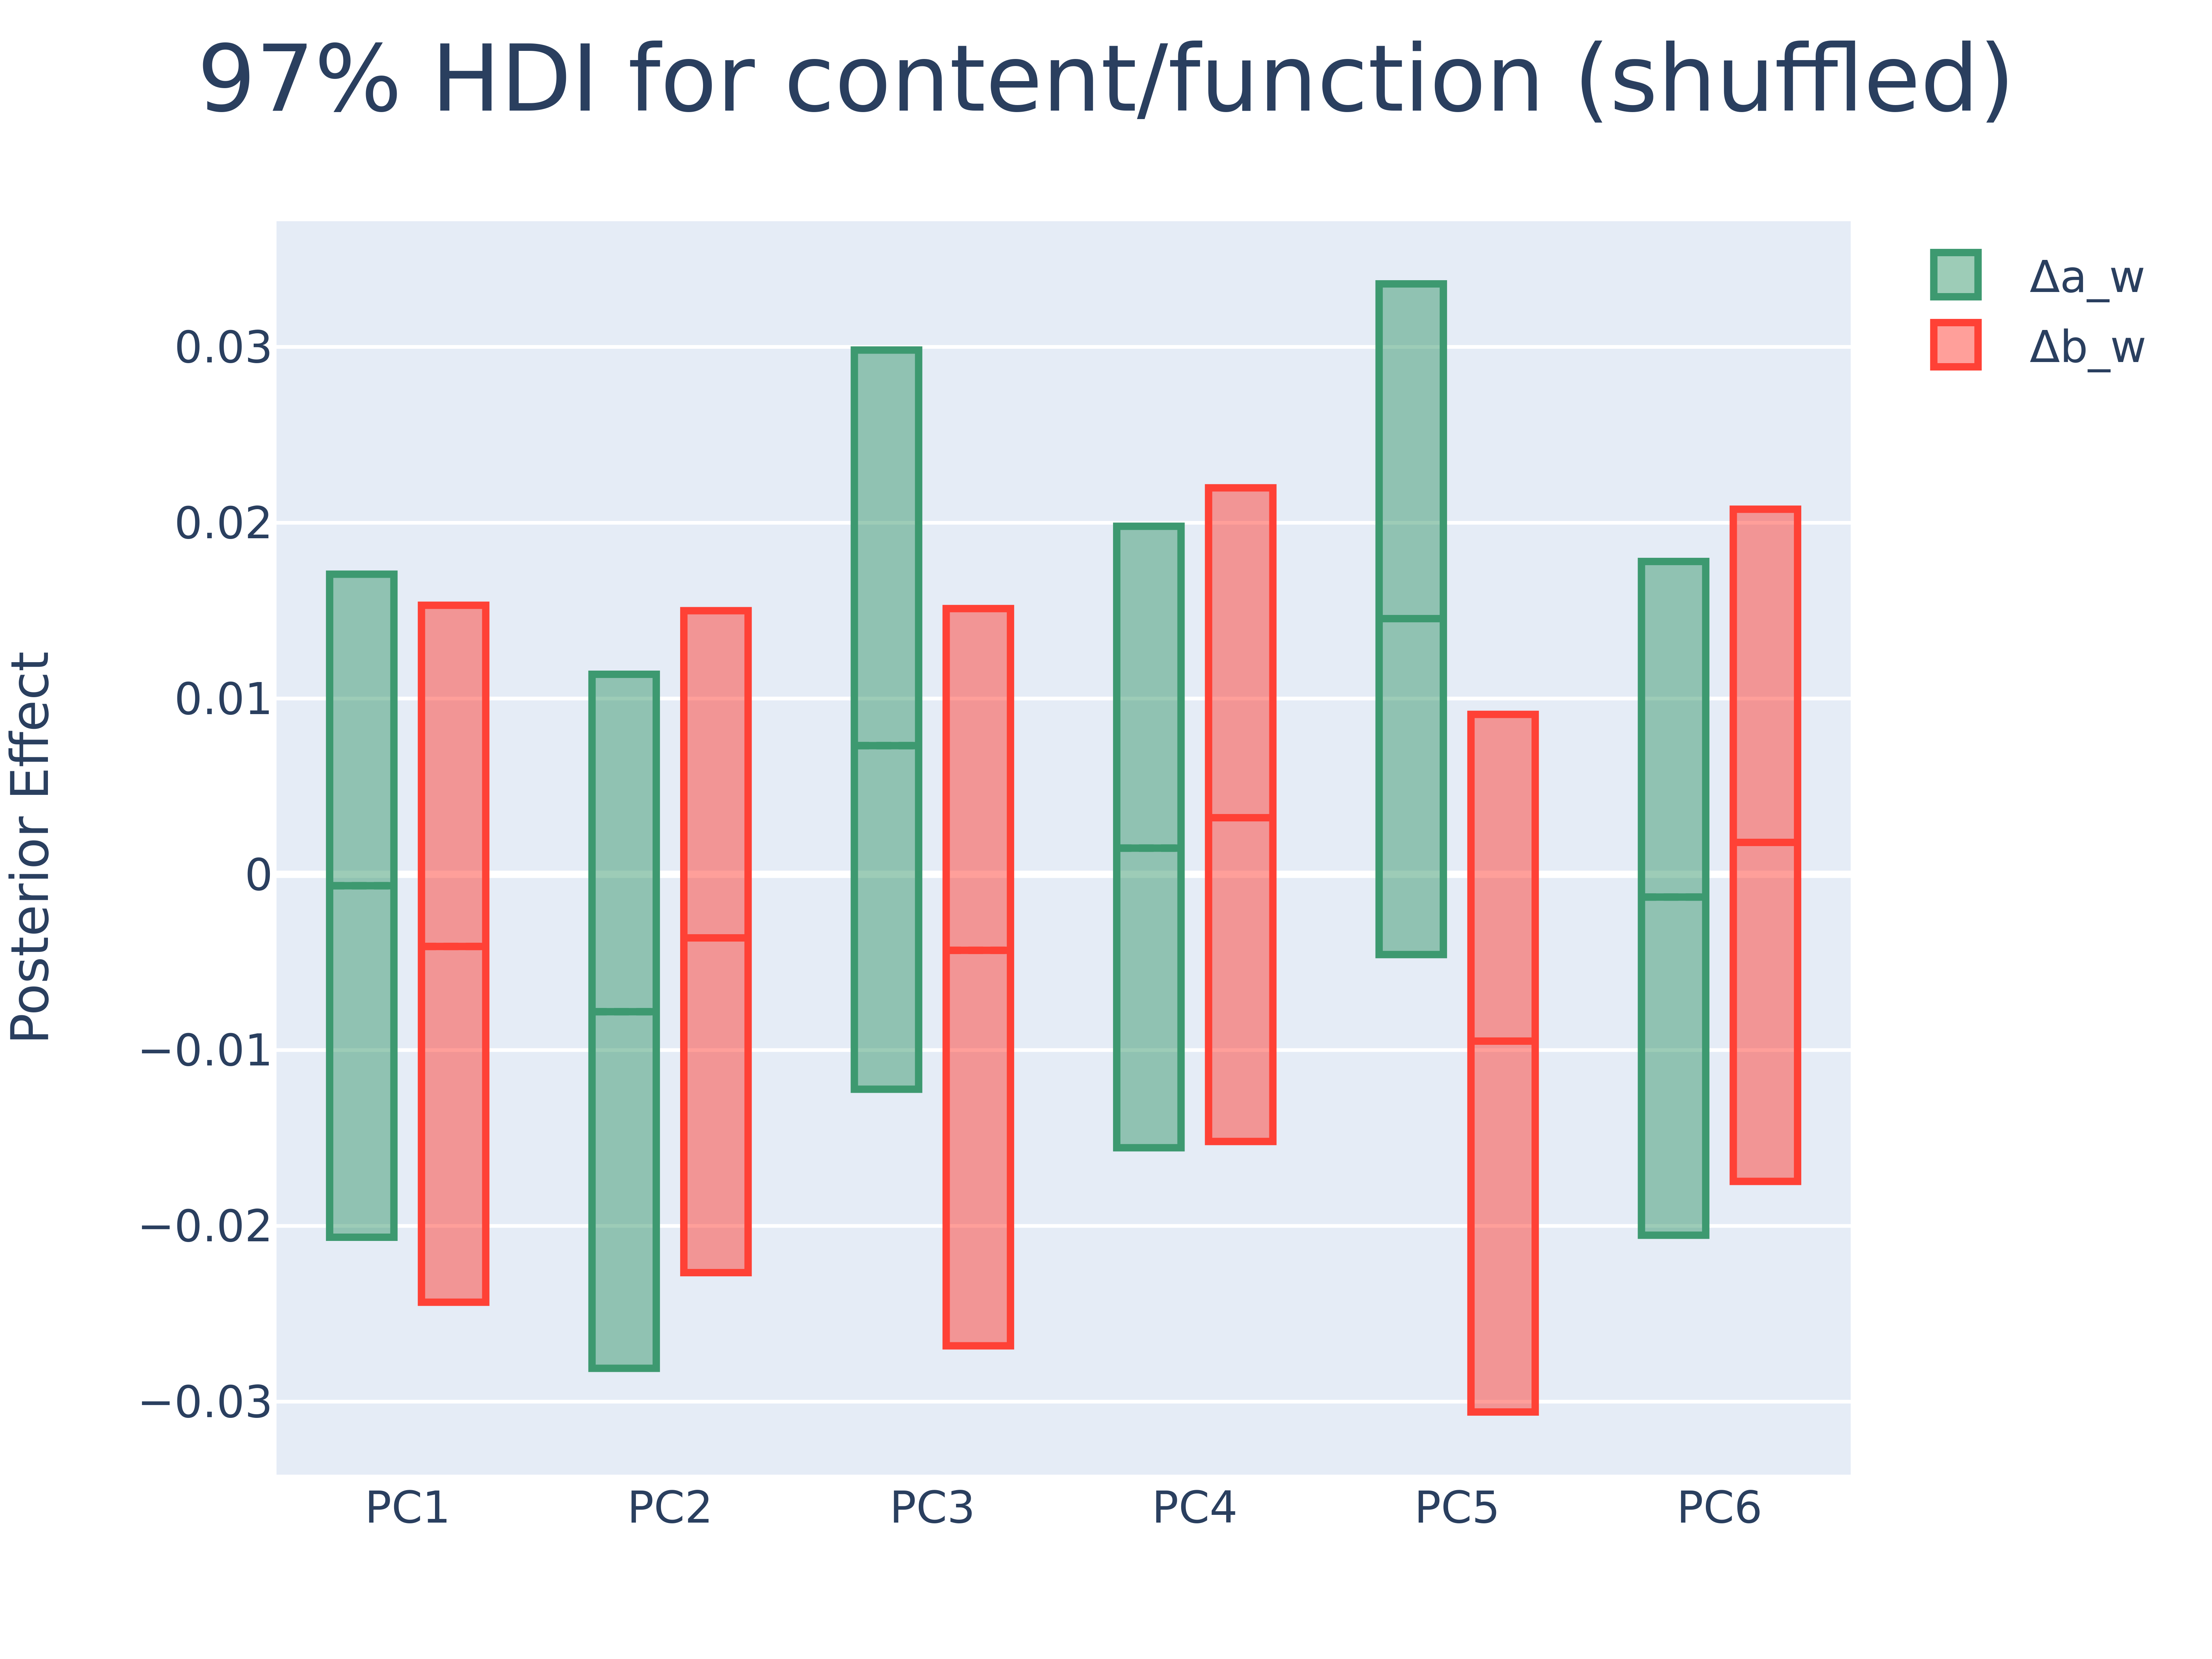 97% HDI for content/function (shuffled)
Δa_w
Δb_w
Posterior Effect
0.03
0.02
0.01
0
−0.01
−0.02
−0.03
PC1 PC2 PC3 PC4 PC5 PC6